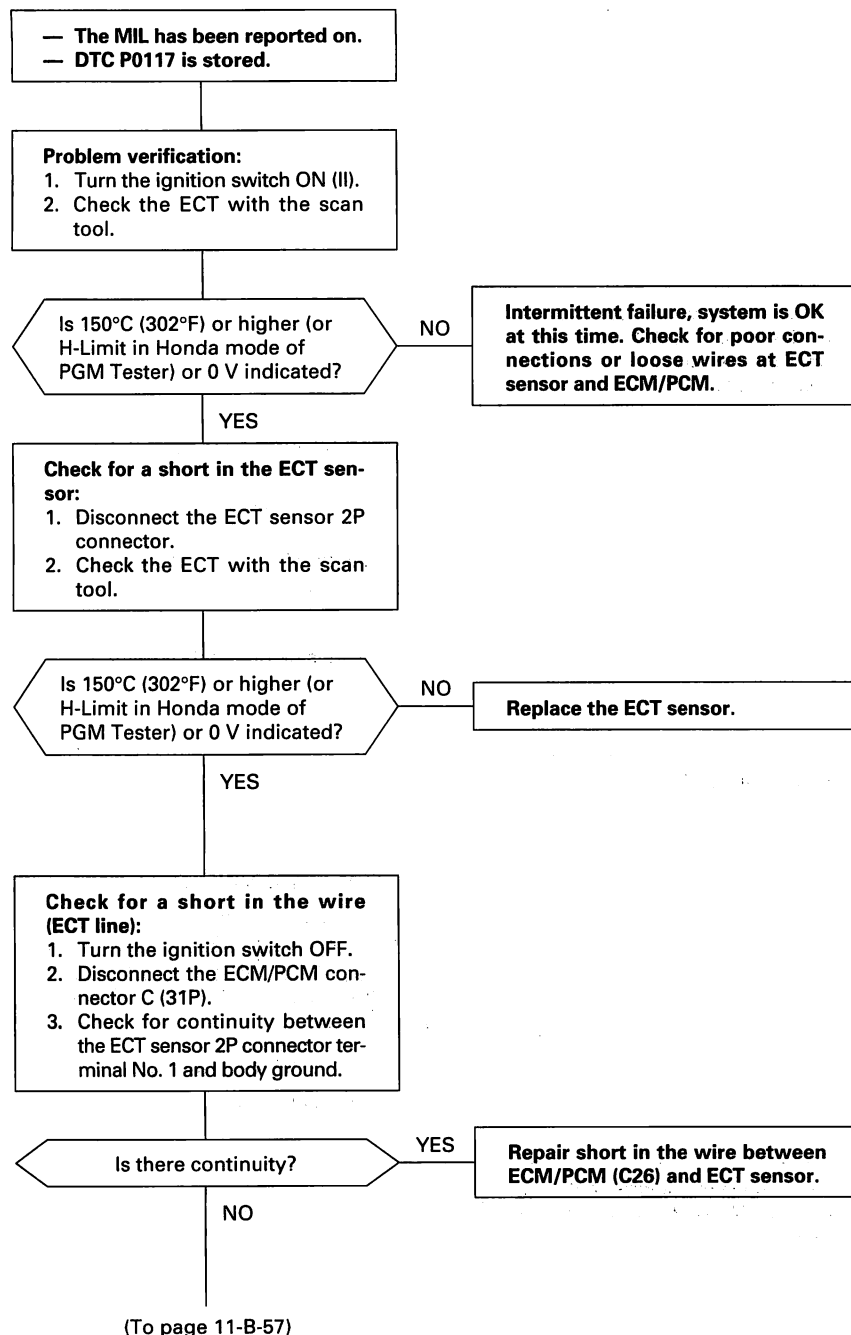 — The MIL has been reported on.
— DTC P0117 is stored.
Problem verification:
1. Turn the ignition switch ON (II).
2. Check the ECT with the scan
tool.
Is 150°C (302°F) or higher (or
H-Limit in Honda mode of
PGM Tester) or 0 V indicated?
NO
Intermittent failure, system is OK
at this time. Check for poor con-
nections or loose wires at ECT
sensor and ECM/PCM.
YES
Check for a short in the ECT sen-
sor:
1. Disconnect the ECT sensor 2P
connector.
2. Check the ECT with the scan
tool.
Is 150°C (302°F) or higher (or
H-Limit in Honda mode of
PGM Tester) or 0 V indicated?
NO
Replace the ECT sensor.
YES
Check for a short in the wire
(ECT line):
1. Turn the ignition switch OFF.
2. Disconnect the ECM/PCM con-
nector C (31P).
3. Check for continuity between
the ECT sensor 2P connector ter-
minal No. 1 and body ground.
Is there continuity?
YES
Repair short in the wire between
ECM/PCM (C26) and ECT sensor.
NO
(To page 11-B-57)